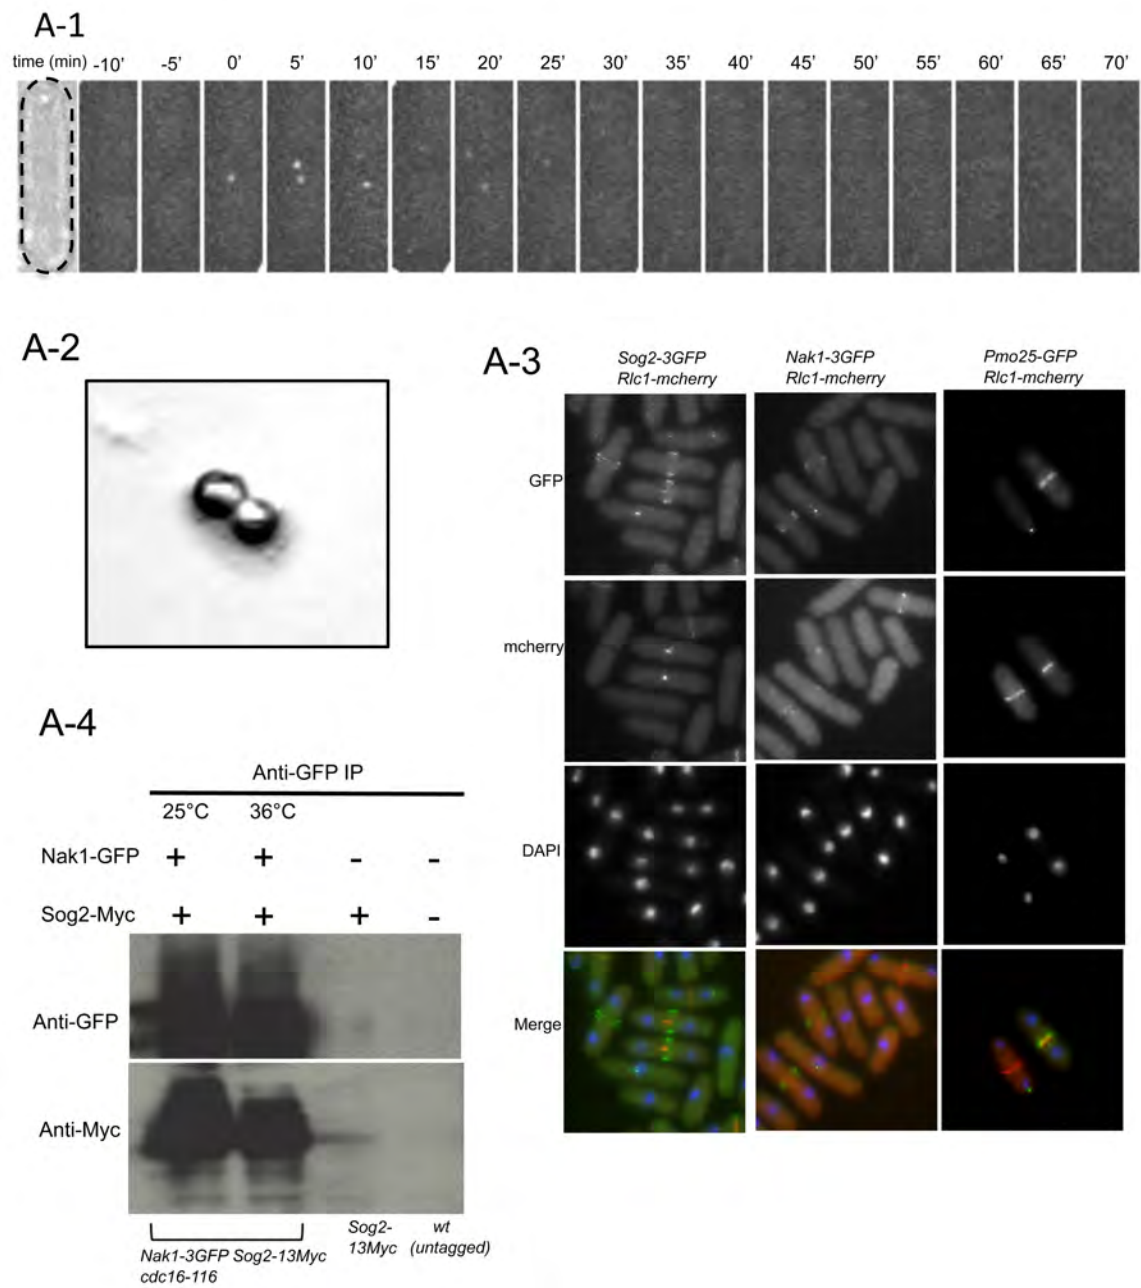 A-1
time (min) -10' -5' 0' 5' 10' 15' 20' 25' 30' 35' 40' 45' 50' 55' 60' 65' 70'
A-2
A-3
Sog2-3GFP
Rlc1-mcherry
Nak1-3GFP
Rlc1-mcherry
Pmo25-GFP
Rlc1-mcherry
GFP
mcherry
DAPI
Merge
A-4
Anti-GFP IP
25°C 36°C
Nak1-GFP + + - -
Sog2-Myc + + + -
Anti-GFP
Anti-Myc
Nak1-3GFP Sog2-13Myc
cdc16-116
Sog2-
13Myc
wt
(untagged)